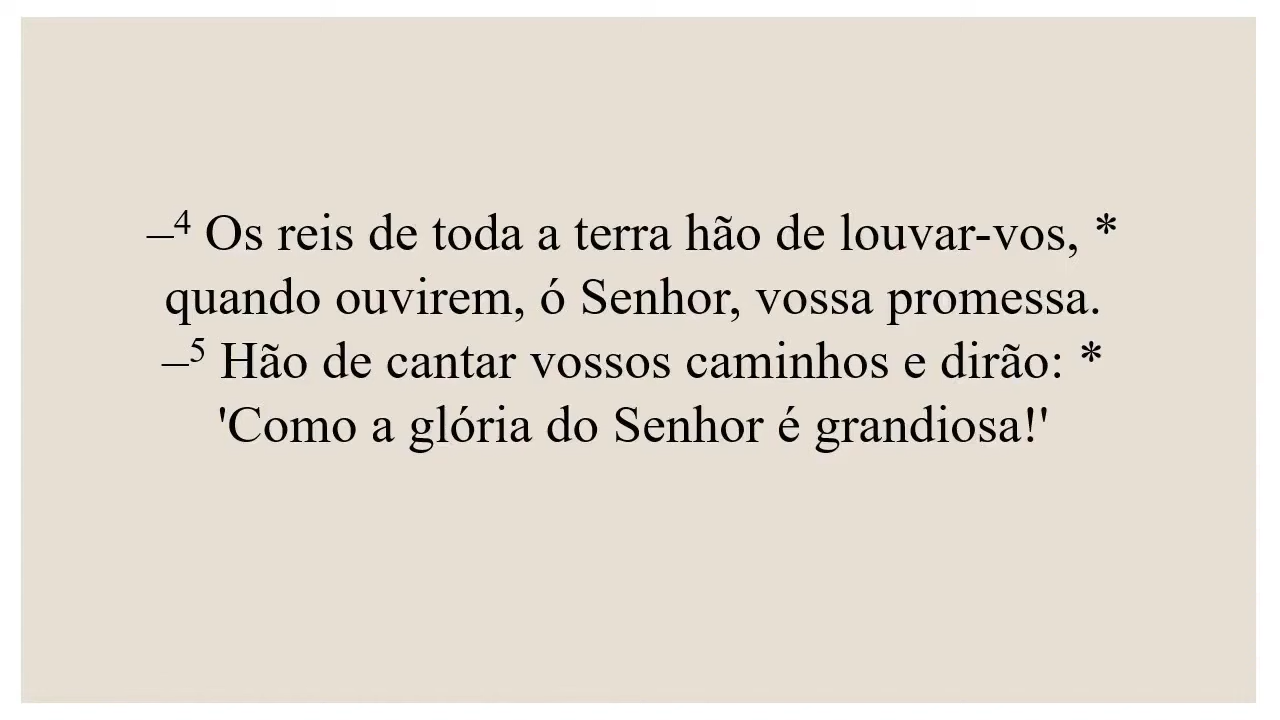 –⁴ Os reis de toda a terra hão de louvar-vos, *
quando ouvirem, ó Senhor, vossa promessa.
–⁵ Hão de cantar vossos caminhos e dirão: *
'Como a glória do Senhor é grandiosa!'